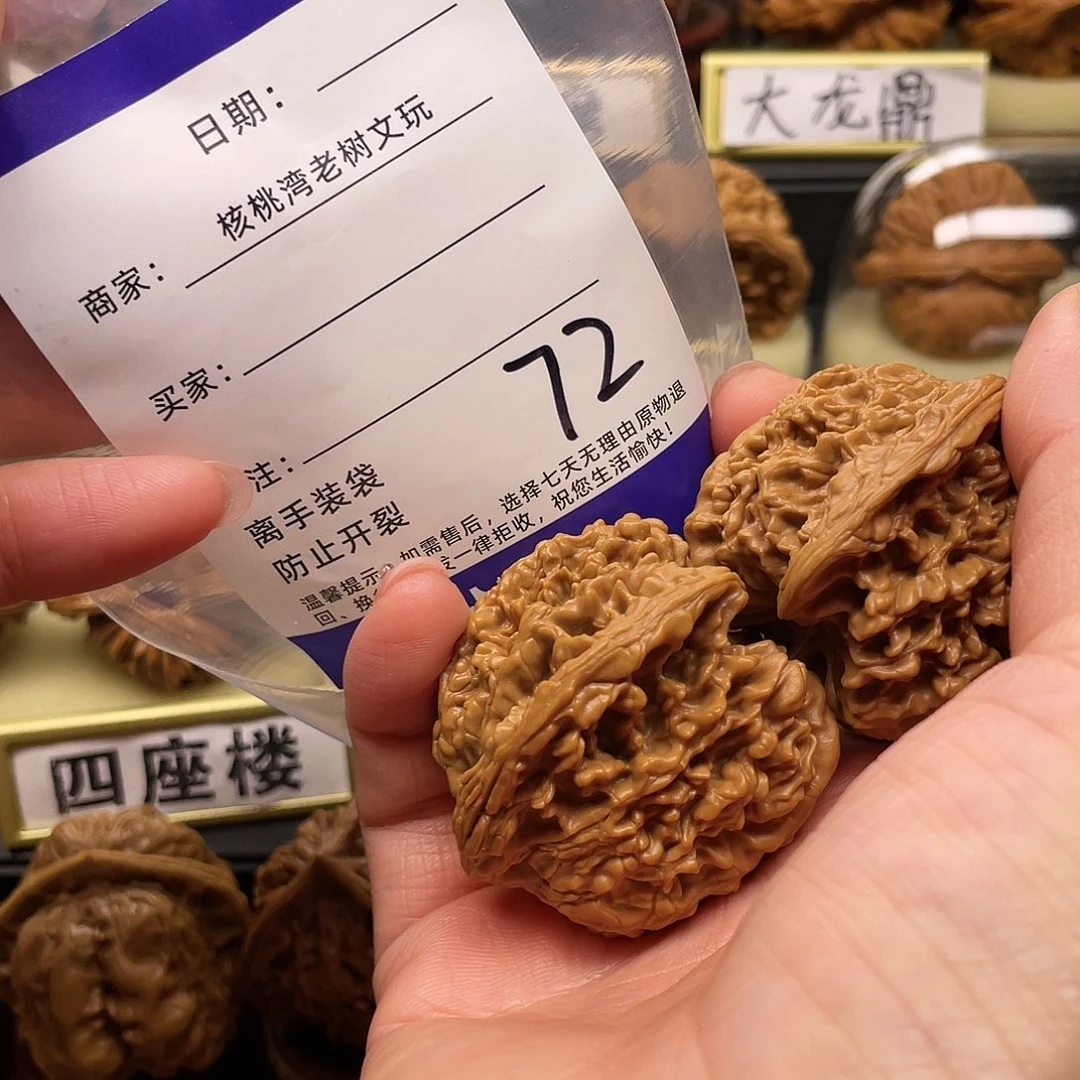 日期：
核桃湾老树文玩
商家：
买家：
72
注：
离手装袋
防止开裂
温馨提示
如需售后，选择七天无理由原物退
回、换
一律拒收，祝您生活愉快！
大龙鼎
四座楼